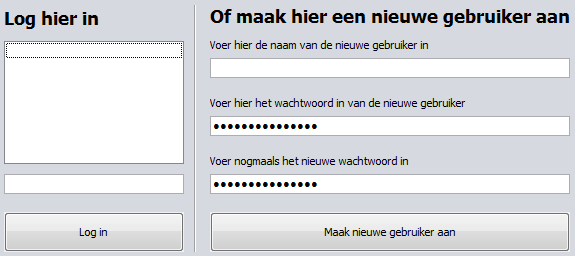 Log hier in
Log in
Of maak hier een nieuwe gebruiker aan
Voer hier de naam van de nieuwe gebruiker in
Voer hier het wachtwoord in van de nieuwe gebruiker
•••••••••••••••
Voer nogmaals het nieuwe wachtwoord in
•••••••••••••••
Maak nieuwe gebruiker aan